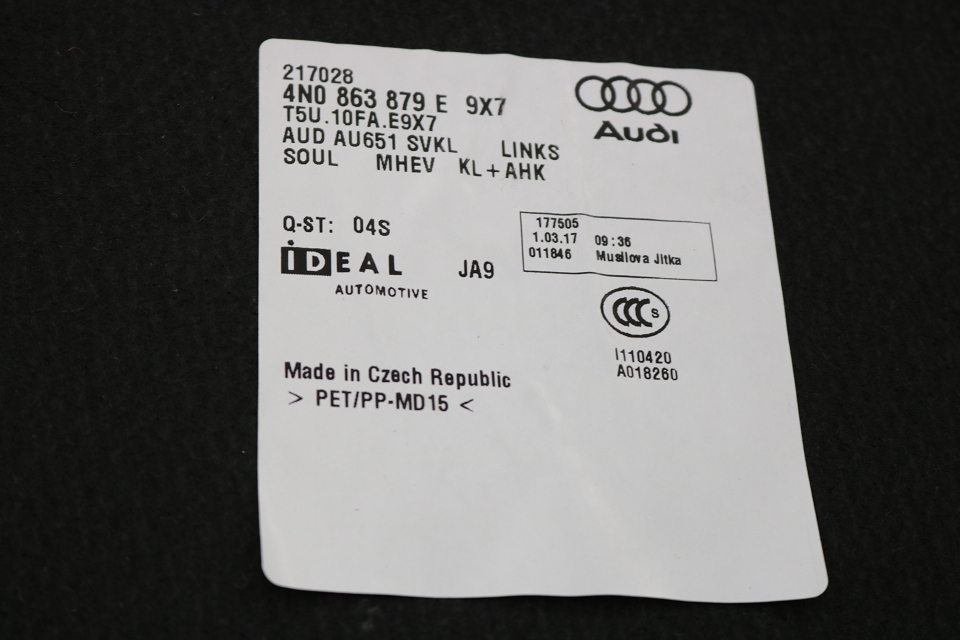 217028
4N0 863 879 E 9X7
T5U.10FA.E9X7
AUD AU651 SVKL LINKS
SOUL MHEV KL+AHK
Audi
Q-ST: 04S
177505
1.03.17 09:36
011846 Musilova Jitka
iDEAL JA9
AUTOMOTIVE
CCC S
I110420
A018260
Made in Czech Republic
> PET/PP-MD15 <